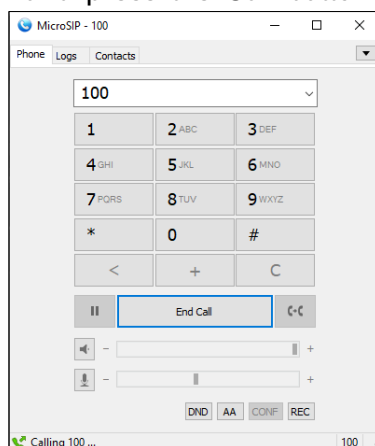 MicroSIP - 100
Phone Logs Contacts
100
1 2 ABC 3 DEF
4 GHI 5 JKL 6 MNO
7 PQRS 8 TUV 9 WXYZ
* 0 #
< + C
End Call
- +
- +
DND AA CONF REC
Calling 100 ... 100